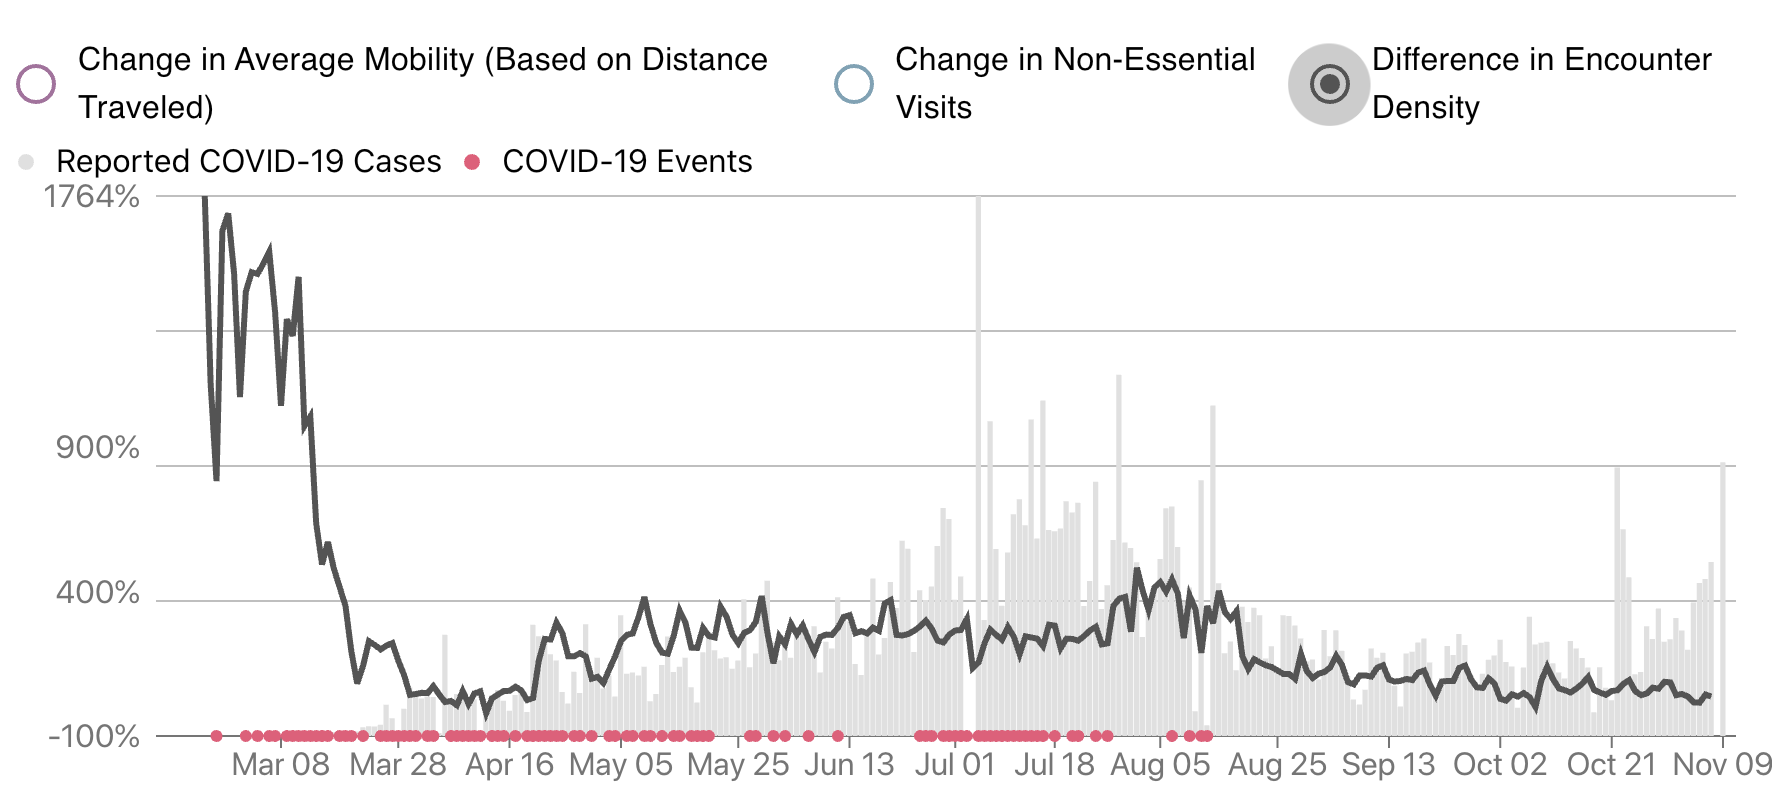 Change in Average Mobility (Based on Distance
Traveled)
Change in Non-Essential
Visits
Difference in Encounter
Density
Reported COVID-19 Cases
COVID-19 Events
1764%
900%
400%
-100%
Mar 08 Mar 28 Apr 16 May 05 May 25 Jun 13 Jul 01 Jul 18 Aug 05 Aug 25 Sep 13 Oct 02 Oct 21 Nov 09